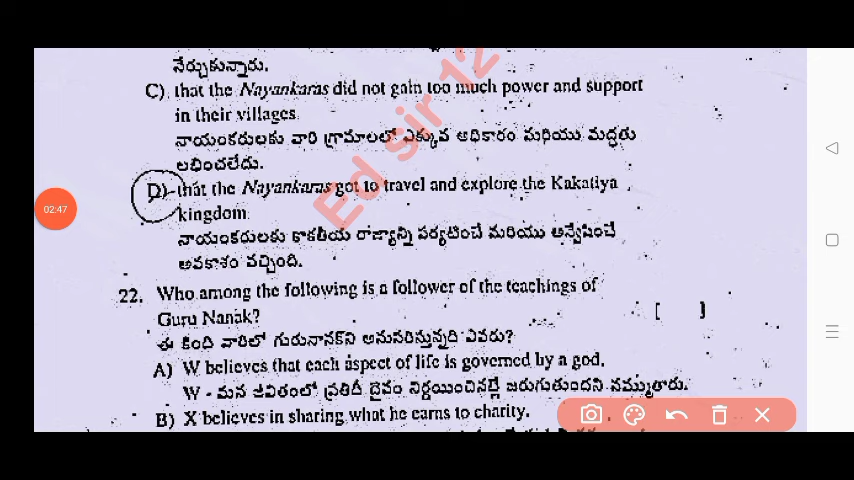 నేర్చుకున్నారు.
C) that the Nayankaras did not gain too much power and support
in their villages
నాయంకరులకు వారి గ్రామాలలో ఎక్కువ అధికారం మరియు మద్దతు
లభించలేదు.
D) that the Nayankaras got to travel and explore the Kakatiya
kingdom
నాయంకరులకు కాకతీయ రాజ్యాన్ని పర్యటించే మరియు అన్వేషించే
అవకాశం వచ్చింది.
22. Who among the following is a follower of the teachings of
Guru Nanak? [ ]
ఈ కింది వారిలో గురునానక్‌ని అనుసరిస్తున్నది ఎవరు?
A) W believes that each aspect of life is governed by a god.
W - మన జీవితంలో ప్రతిదీ దైవం నిర్ణయించినట్లే జరుగుతుందని నమ్ముతారు.
B) X believes in sharing what he earns to charity.
Ed sir 12
02:47